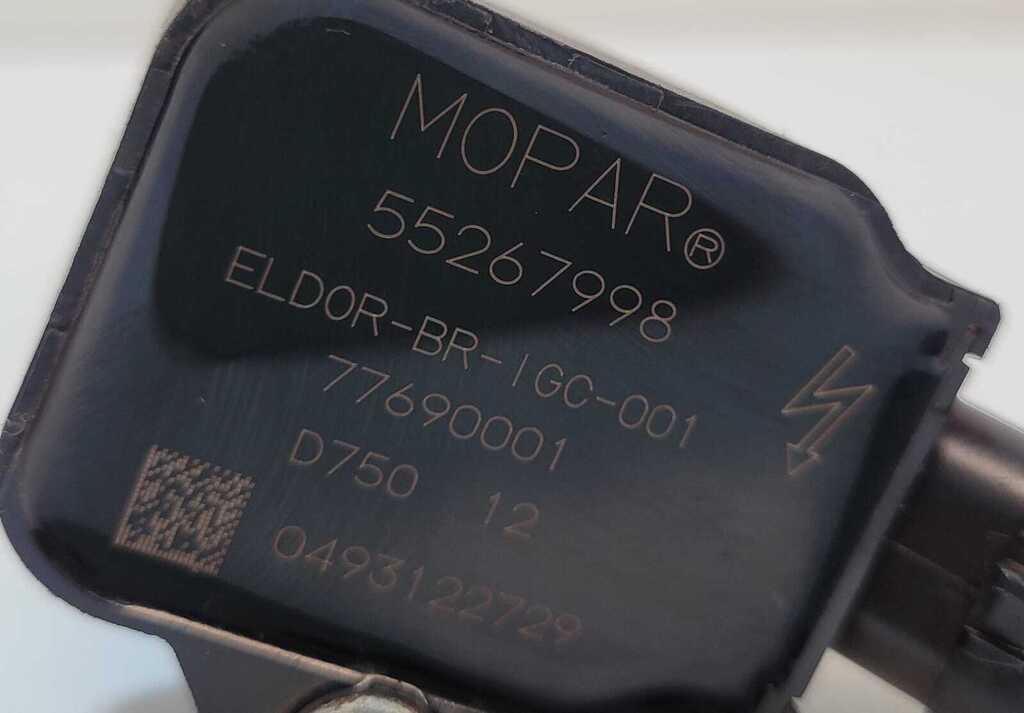 MOPAR®
55267998
ELDOR-BR-IGC-001
77690001
D750 12
0493122729